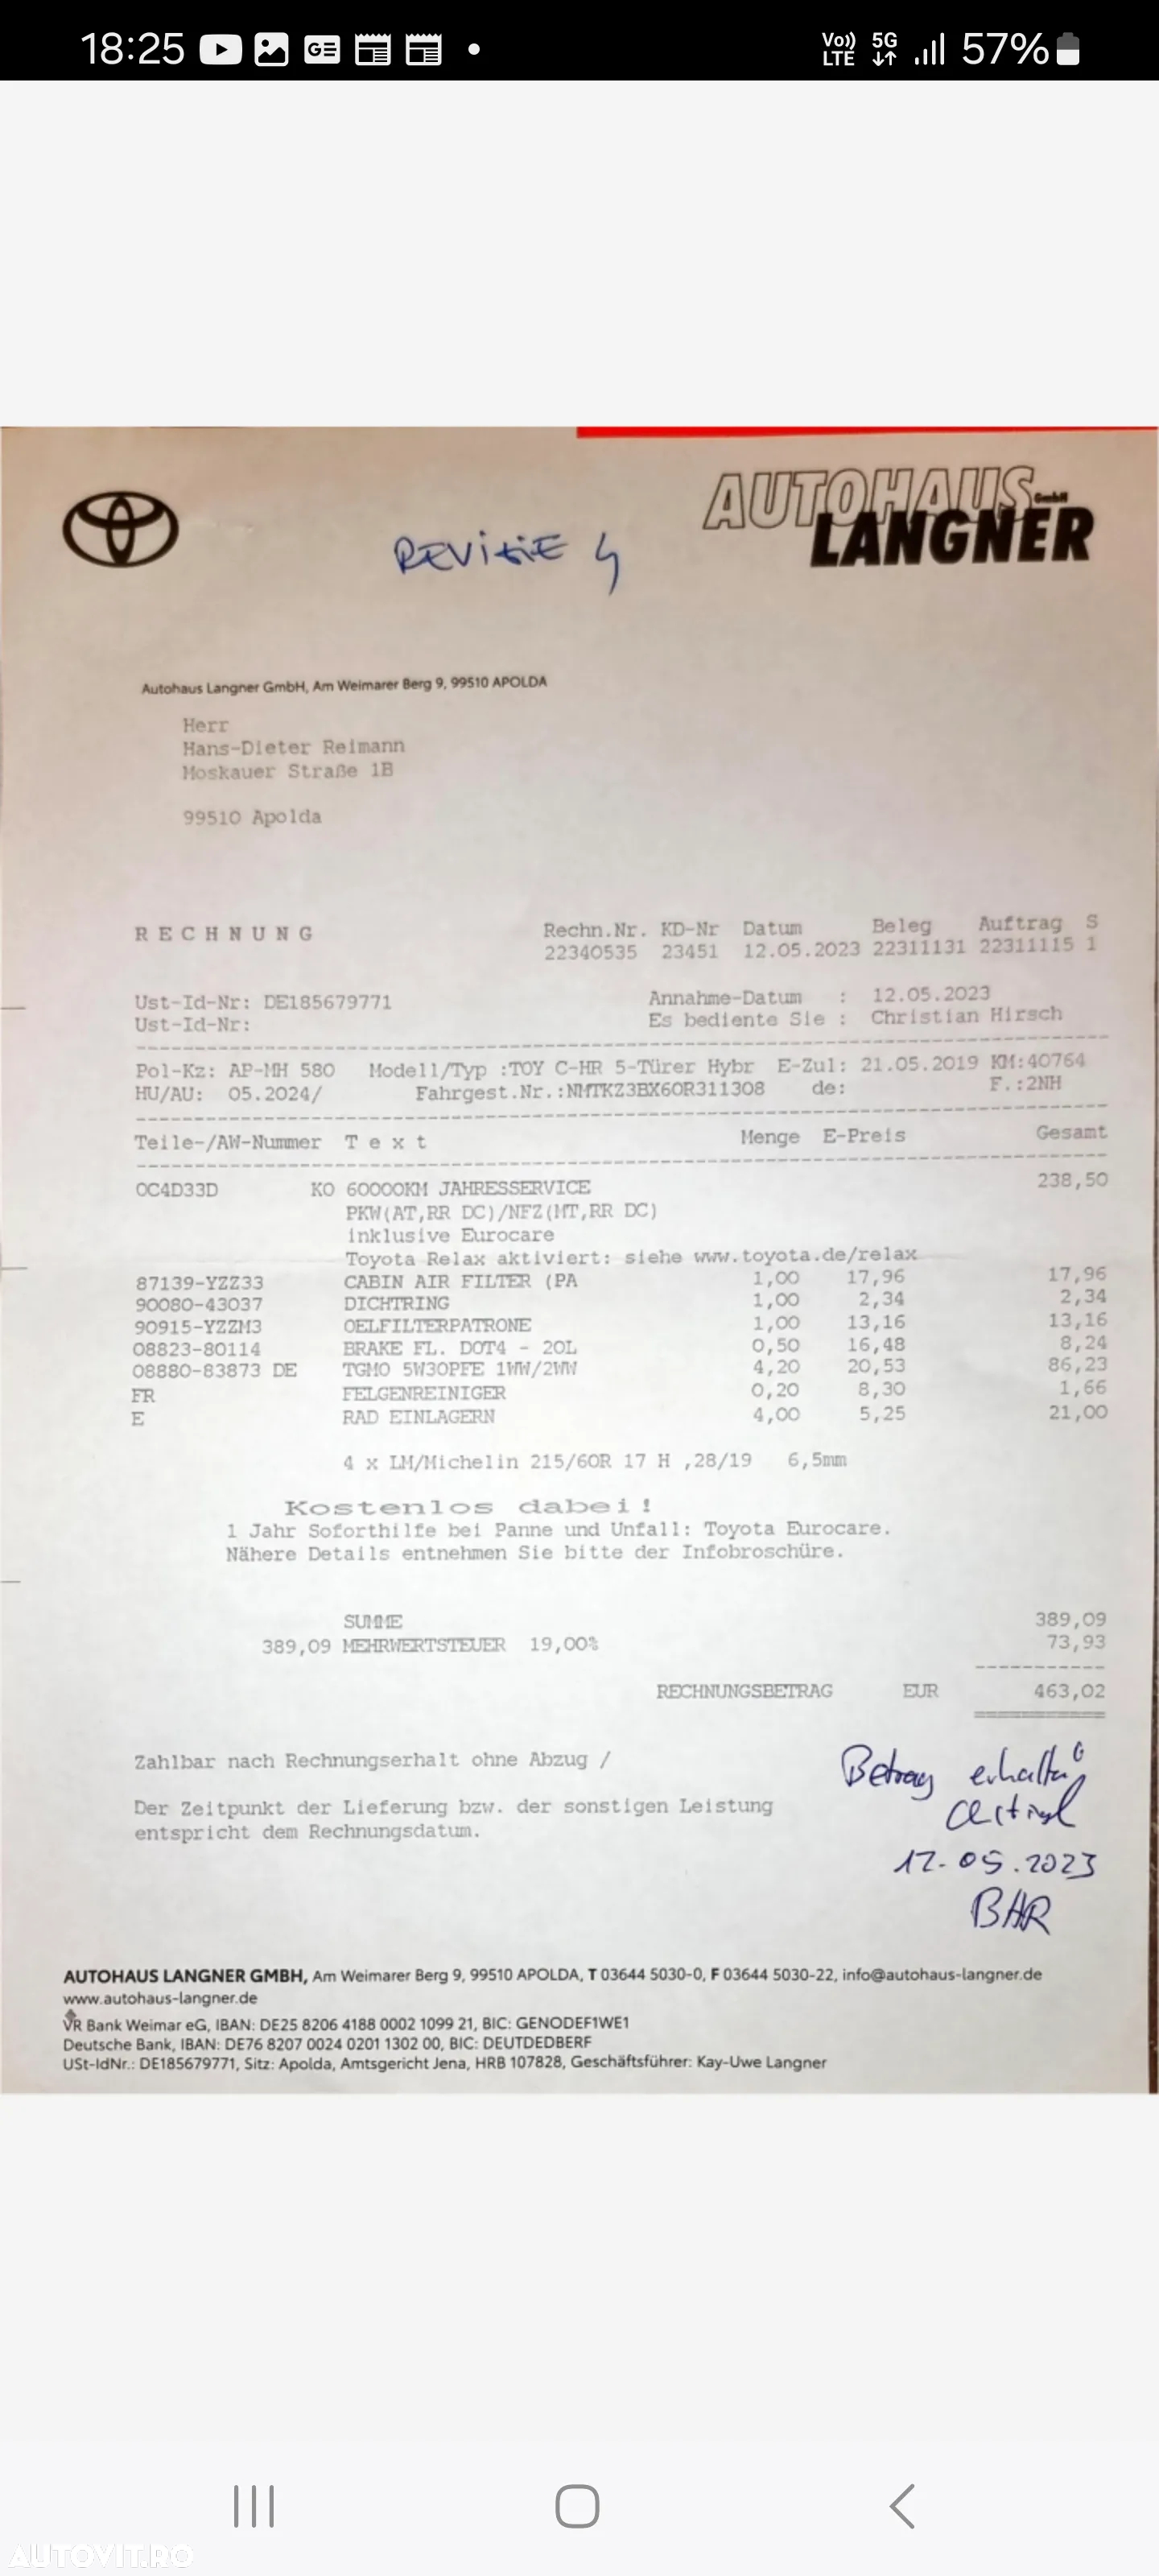 18:25
Vo)) LTE 5G 57%
AUTOHAUS GmbH
LANGNER
REVIZIE 4
Autohaus Langner GmbH, Am Weimarer Berg 9, 99510 APOLDA
Herr
Hans-Dieter Reimann
Moskauer Straße 1B
99510 Apolda
RECHNUNG
Rechn.Nr. KD-Nr Datum Beleg Auftrag S
22340535 23451 12.05.2023 22311131 22311115 1
Ust-Id-Nr: DE185679771 Annahme-Datum : 12.05.2023
Ust-Id-Nr: Es bediente Sie : Christian Hirsch
Pol-Kz: AP-MH 580 Modell/Typ :TOY C-HR 5-Türer Hybr E-Zul: 21.05.2019 KM:40764
HU/AU: 05.2024/ Fahrgest.Nr.:NMTKZ3BX60R311308 de: F.:2NH
Teile-/AW-Nummer T e x t Menge E-Preis Gesamt
0C4D33D KO 60000KM JAHRESSERVICE 238,50
PKW(AT,RR DC)/NFZ(MT,RR DC)
inklusive Eurocare
Toyota Relax aktiviert: siehe www.toyota.de/relax
87139-YZZ33 CABIN AIR FILTER (PA 1,00 17,96 17,96
90080-43037 DICHTRING 1,00 2,34 2,34
90915-YZZM3 OELFILTERPATRONE 1,00 13,16 13,16
08823-80114 BRAKE FL. DOT4 - 20L 0,50 16,48 8,24
08880-83873 DE TGMO 5W30PFE 1WW/2WW 4,20 20,53 86,23
FR FELGENREINIGER 0,20 8,30 1,66
E RAD EINLAGERN 4,00 5,25 21,00
4 x LM/Michelin 215/60R 17 H ,28/19 6,5mm
Kostenlos dabei!
1 Jahr Soforthilfe bei Panne und Unfall: Toyota Eurocare.
Nähere Details entnehmen Sie bitte der Infobroschüre.
SUMME 389,09
389,09 MEHRWERTSTEUER 19,00% 73,93
RECHNUNGSBETRAG EUR 463,02
Zahlbar nach Rechnungserhalt ohne Abzug /
Der Zeitpunkt der Lieferung bzw. der sonstigen Leistung
entspricht dem Rechnungsdatum.
Betrag erhalten
12.05.2023
BAR
AUTOHAUS LANGNER GMBH, Am Weimarer Berg 9, 99510 APOLDA, T 03644 5030-0, F 03644 5030-22, info@autohaus-langner.de
www.autohaus-langner.de
VR Bank Weimar eG, IBAN: DE25 8206 4188 0002 1099 21, BIC: GENODEF1WE1
Deutsche Bank, IBAN: DE76 8207 0024 0201 1302 00, BIC: DEUTDEDBERF
USt-IdNr.: DE185679771, Sitz: Apolda, Amtsgericht Jena, HRB 107828, Geschäftsführer: Kay-Uwe Langner
AUTOVIT.RO